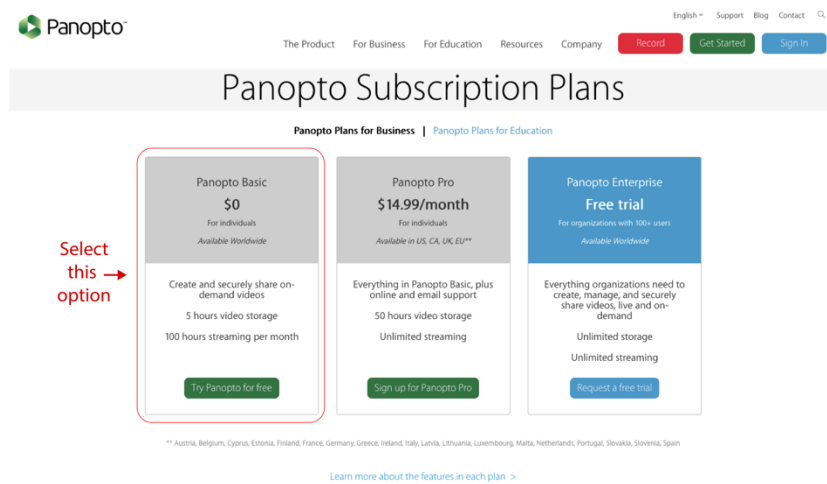 English Support Blog Contact
Panopto
The Product For Business For Education Resources Company Record Get Started Sign In
Panopto Subscription Plans
Panopto Plans for Business | Panopto Plans for Education
Select
this
option
Panopto Basic
$0
For individuals
Available Worldwide
Create and securely share on-
demand videos
5 hours video storage
100 hours streaming per month
Try Panopto for free
Panopto Pro
$14.99/month
For individuals
Available in US, CA, UK, EU**
Everything in Panopto Basic, plus
online and email support
50 hours video storage
Unlimited streaming
Sign up for Panopto Pro
Panopto Enterprise
Free trial
For organizations with 100+ users
Available Worldwide
Everything organizations need to
create, manage, and securely
share videos, live and on-
demand
Unlimited storage
Unlimited streaming
Request a free trial
** Austria, Belgium, Cyprus, Estonia, Finland, France, Germany, Greece, Ireland, Italy, Latvia, Lithuania, Luxembourg, Malta, Netherlands, Portugal, Slovakia, Slovenia, Spain
Learn more about the features in each plan >